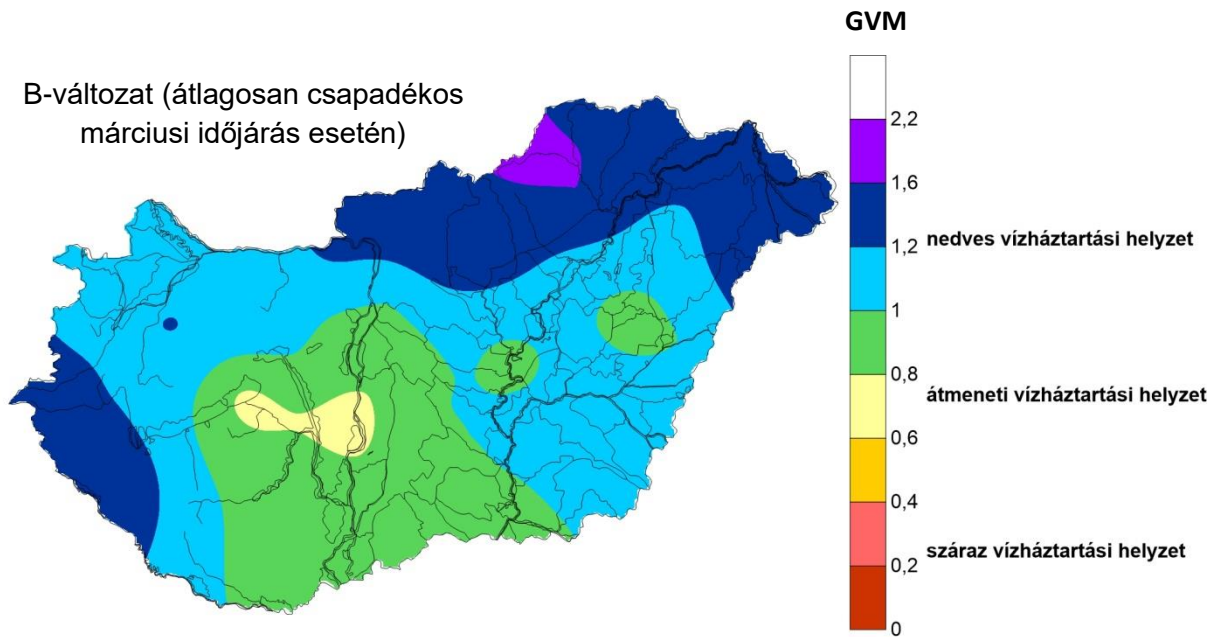 GVM
B-változat (átlagosan csapadékos
márciusi időjárás esetén)
2,2
1,6
nedves vízháztartási helyzet
1,2
1
0,8
átmeneti vízháztartási helyzet
0,6
0,4
száraz vízháztartási helyzet
0,2
0